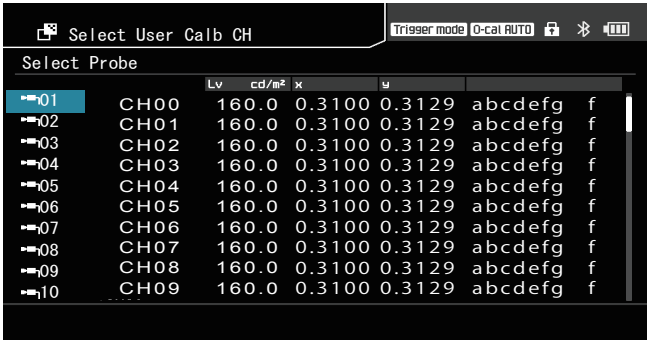 Select User Calb CH Trigger mode 0-cal AUTO
Select Probe
Lv cd/m² x y
01 CH00 160.0 0.3100 0.3129 abcdefg f
02 CH01 160.0 0.3100 0.3129 abcdefg f
03 CH02 160.0 0.3100 0.3129 abcdefg f
04 CH03 160.0 0.3100 0.3129 abcdefg f
05 CH04 160.0 0.3100 0.3129 abcdefg f
06 CH05 160.0 0.3100 0.3129 abcdefg f
07 CH06 160.0 0.3100 0.3129 abcdefg f
08 CH07 160.0 0.3100 0.3129 abcdefg f
09 CH08 160.0 0.3100 0.3129 abcdefg f
10 CH09 160.0 0.3100 0.3129 abcdefg f